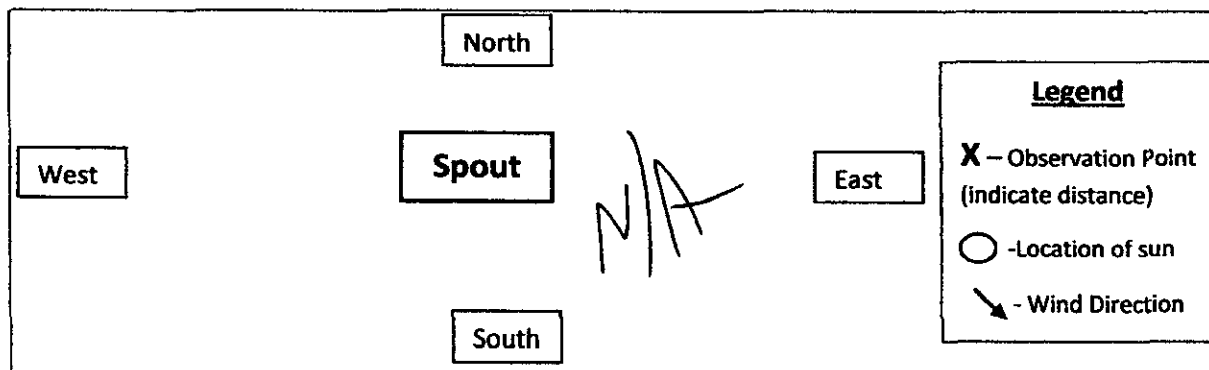 North
West
Spout
N/A
East
South
Legend
X – Observation Point
(indicate distance)
-Location of sun
- Wind Direction